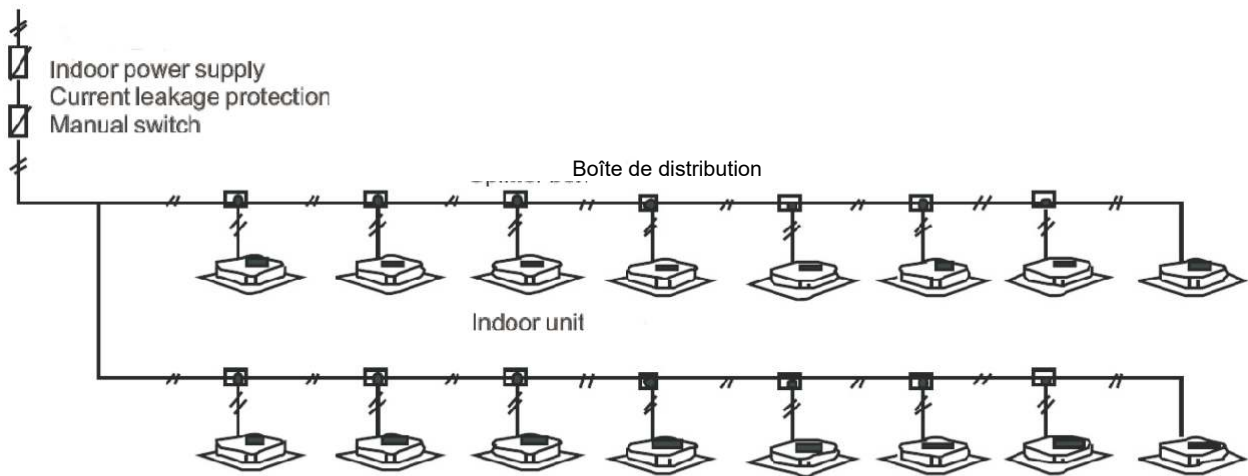 Indoor power supply
Current leakage protection
Manual switch
Boîte de distribution
Indoor unit